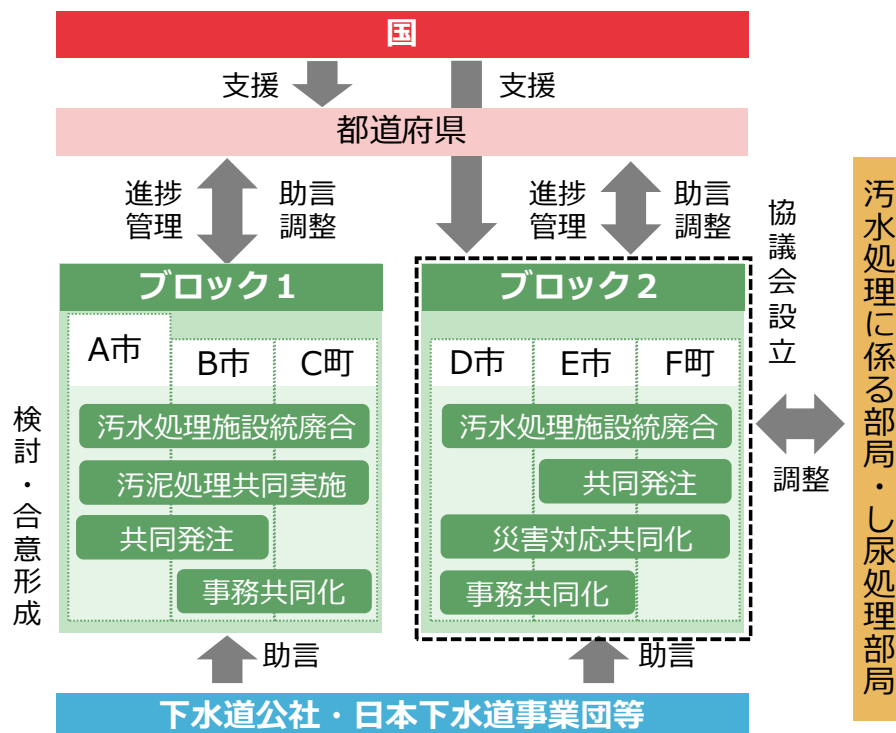 国
支援
支援
都道府県
進捗
管理
助言
調整
進捗
管理
助言
調整
協議会設立
ブロック1
ブロック2
A市
B市
C町
D市
E市
F町
検討・合意形成
汚水処理施設統廃合
汚泥処理共同実施
共同発注
事務共同化
汚水処理施設統廃合
共同発注
災害対応共同化
事務共同化
調整
汚水処理に係る部局・し尿処理部局
助言
助言
下水道公社・日本下水道事業団等